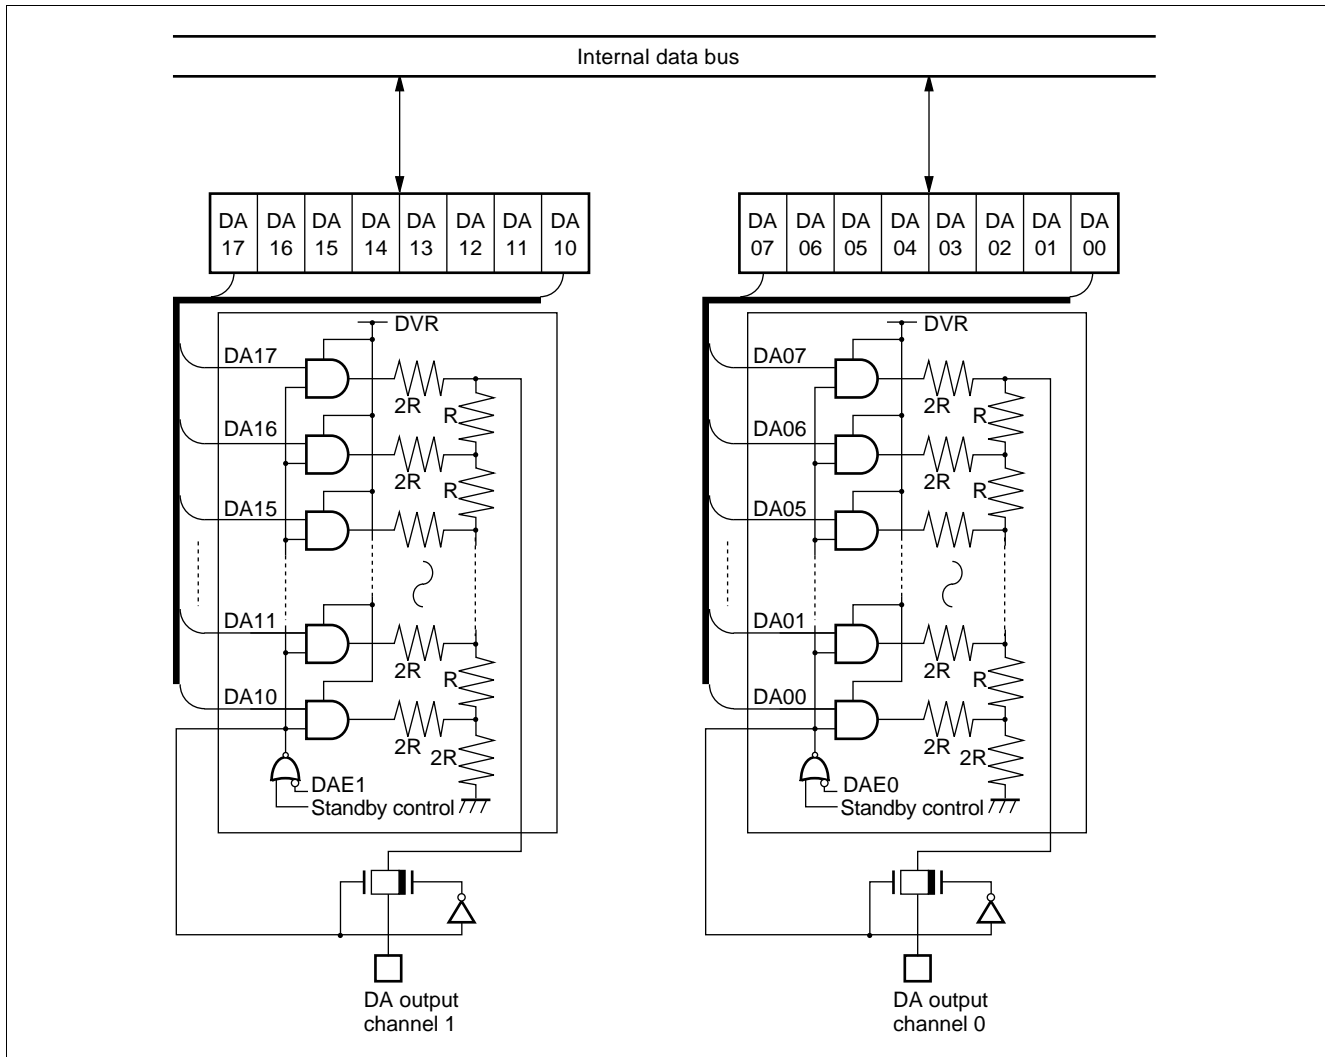 Internal data bus
DA 17 DA 16 DA 15 DA 14 DA 13 DA 12 DA 11 DA 10
DA 07 DA 06 DA 05 DA 04 DA 03 DA 02 DA 01 DA 00
DVR
DA17
2R
R
DA16
2R
R
DA15
DA11
2R
R
DA10
2R
2R
DAE1
Standby control
DA output
channel 1
DVR
DA07
2R
R
DA06
2R
R
DA05
DA01
2R
R
DA00
2R
2R
DAE0
Standby control
DA output
channel 0